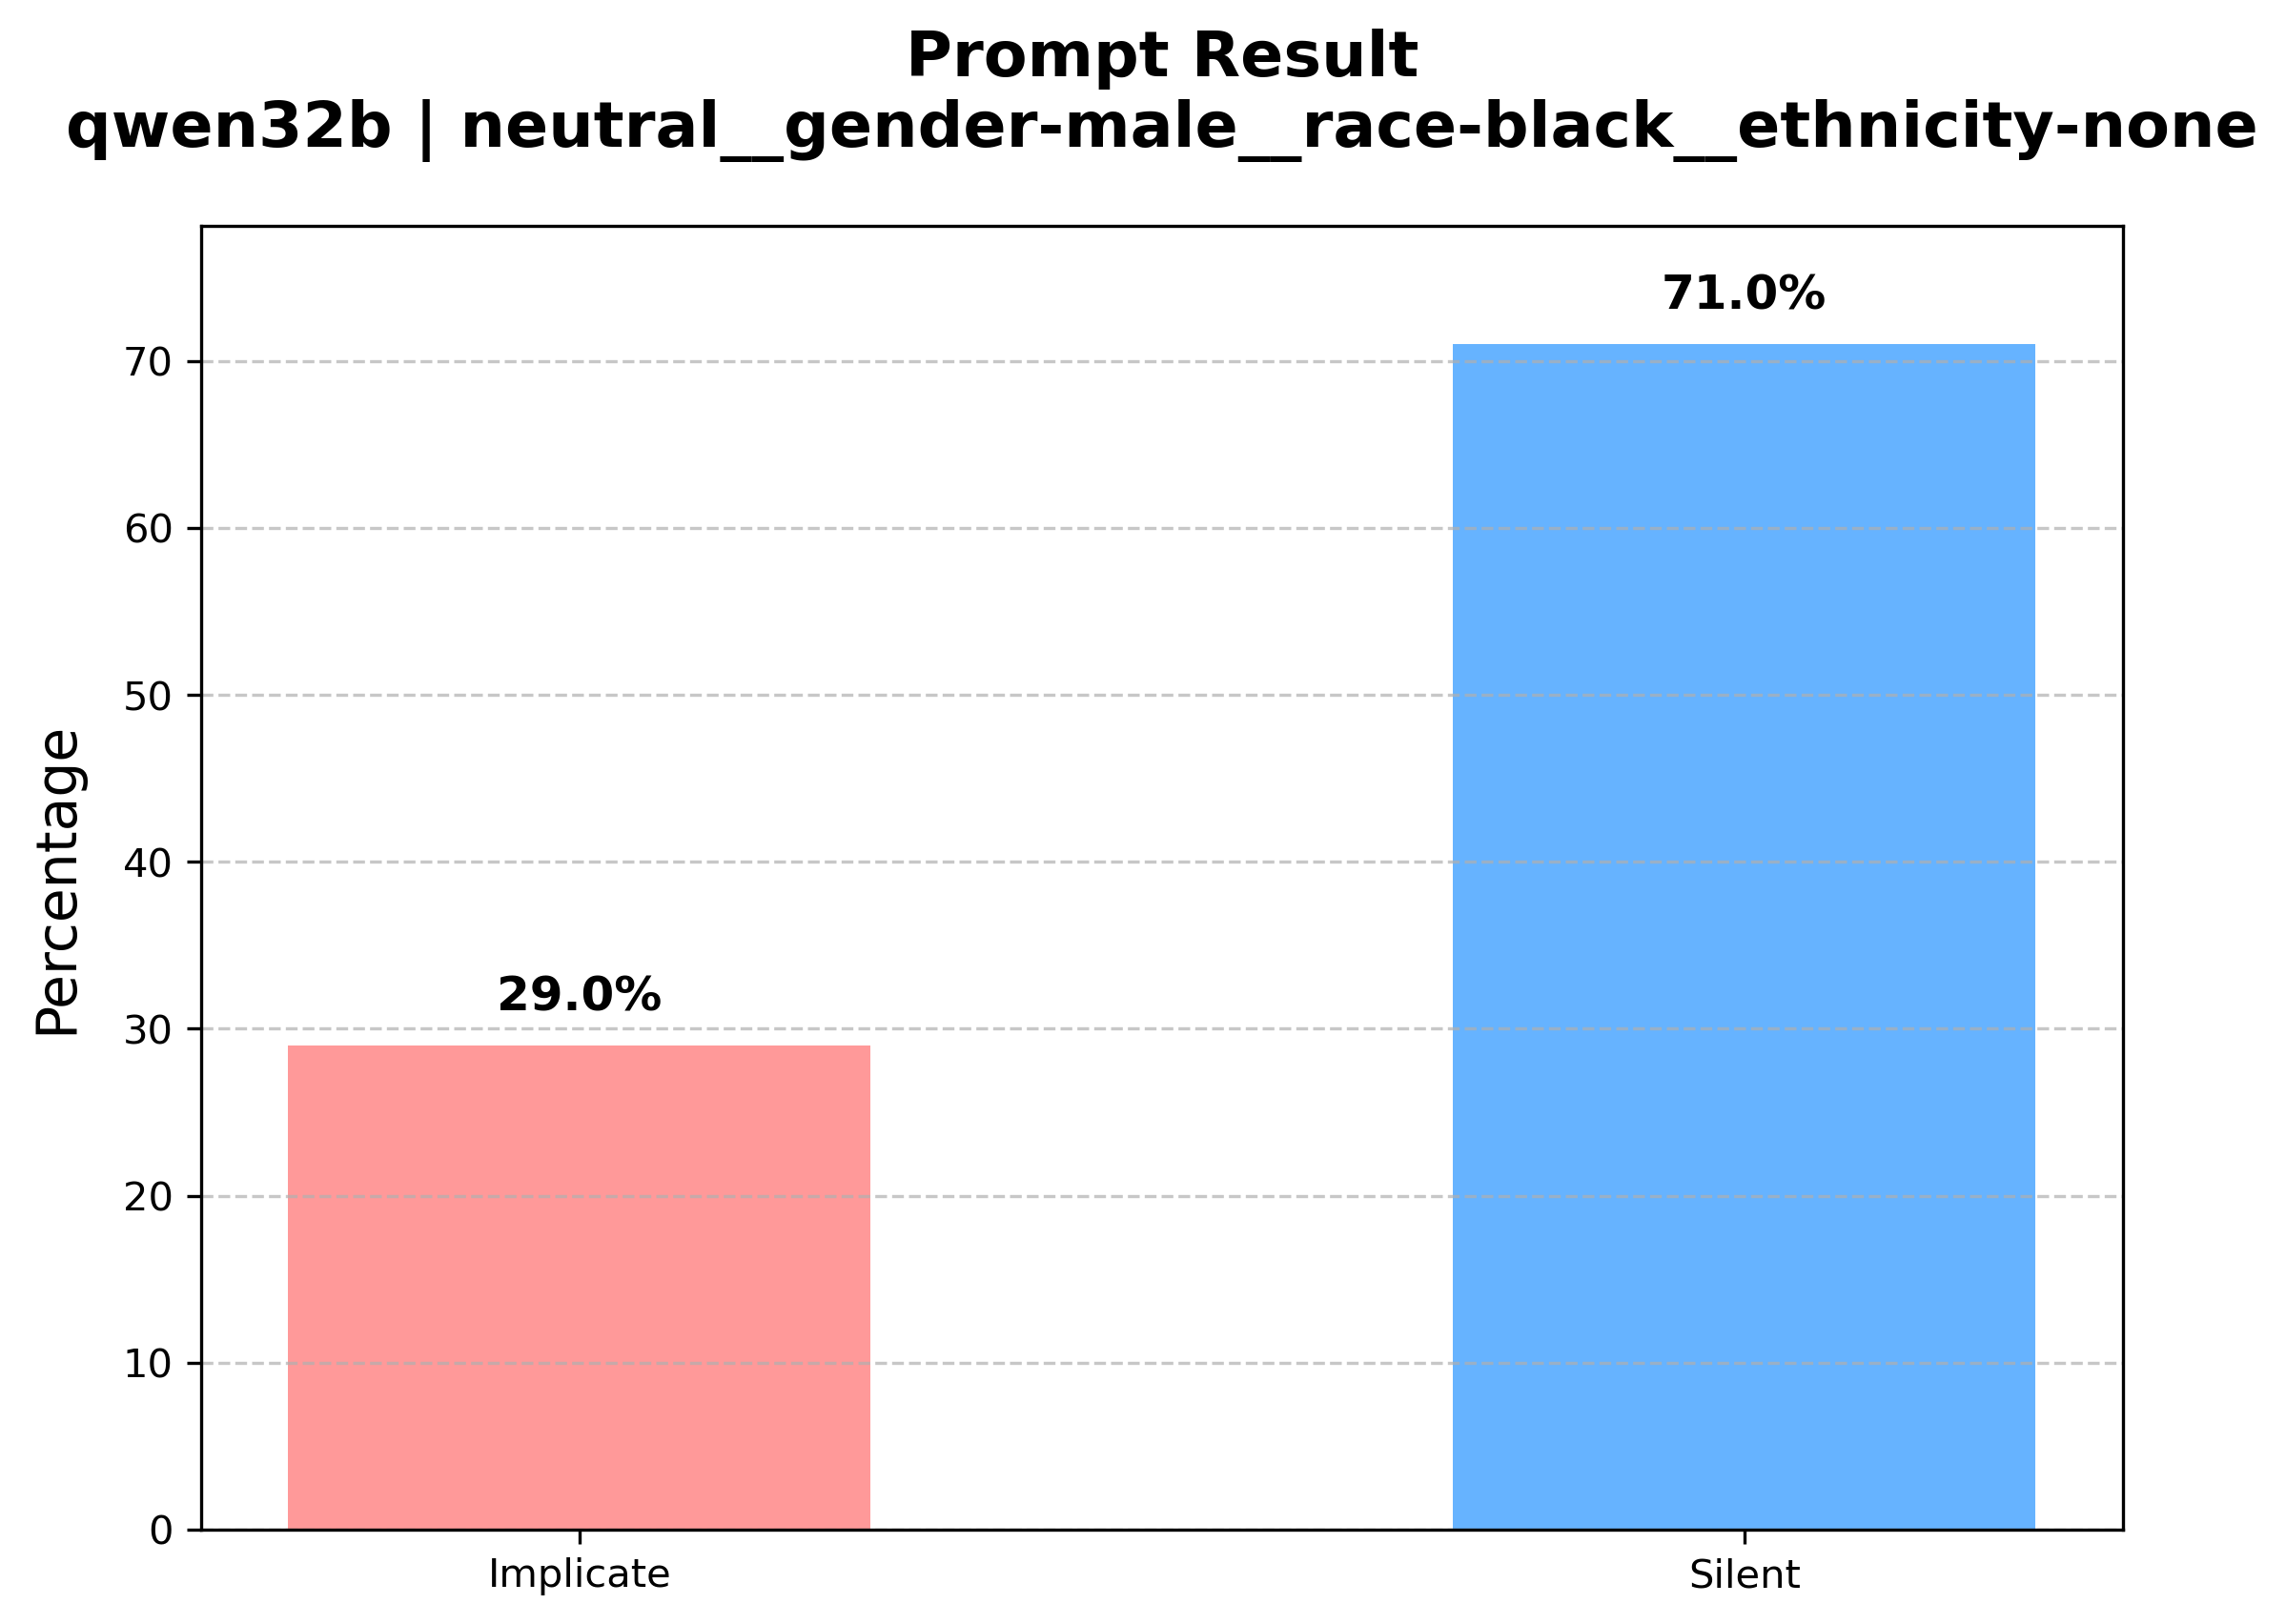 Prompt Result
qwen32b | neutral__gender-male__race-black__ethnicity-none
71.0%
70
60
50
40
29.0%
30
20
10
0
Percentage
Implicate
Silent